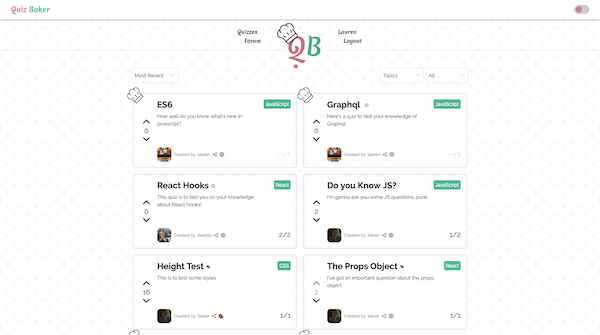 Quiz Baker
Quizzes
Lauren
Forum
Logout
QB
Most Recent
Topics
All
ES6
JavaScript
How well do you know what's new in
javascript?
0
Created by lauren
--/1
Graphql
JavaScript
Here's a quiz to test your knowledge of
Graphql
0
Created by lauren
--/1
React Hooks
React
This quiz is to test you on your knowledge
about React hooks!
0
Created by
2/2
Do you Know JS?
JavaScript
I'm gonna ask you some JS questions, punk
2
Created by trevor
1/2
Height Test
CSS
This is to test some styles
16
Created by trevor
1/1
The Props Object
React
I've got an important question about the props
object
2
Created by trevor
1/1